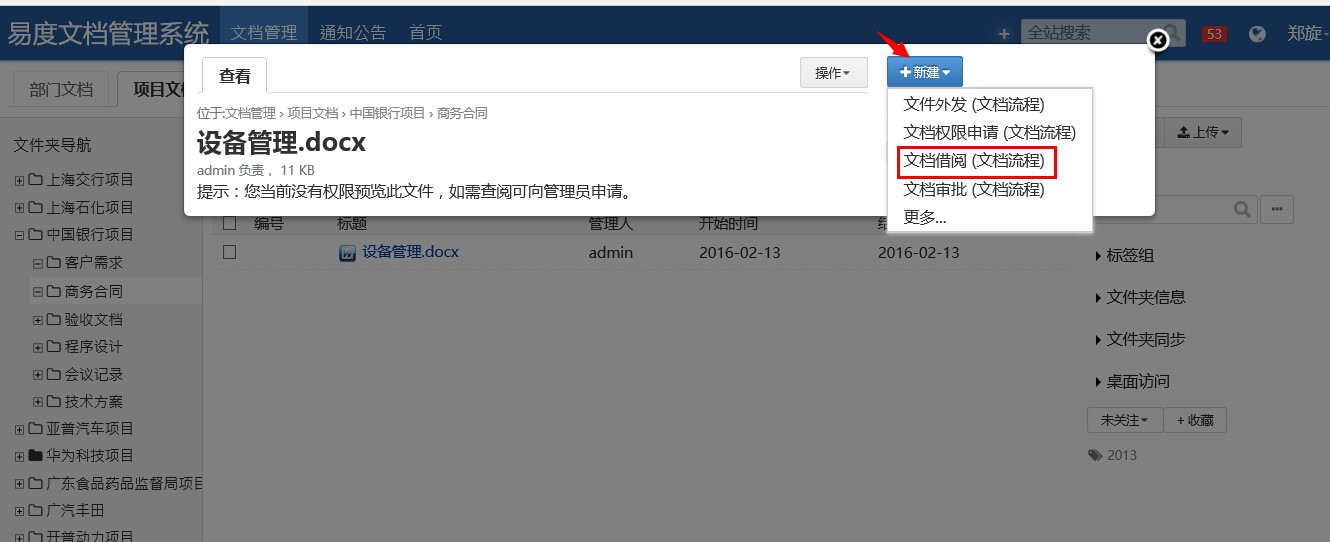 易度文档管理系统 文档管理 通知公告 首页 + 全站搜索 53 郑旋
部门文档 项目文档
查看 操作 +新建
位于:文档管理 › 项目文档 › 中国银行项目 › 商务合同
设备管理.docx
admin 负责， 11 KB
提示：您当前没有权限预览此文件，如需查阅可向管理员申请。
文件外发 (文档流程)
文档权限申请 (文档流程)
文档借阅 (文档流程)
文档审批 (文档流程)
更多...
上传
文件夹导航
上海交行项目
上海石化项目
中国银行项目
客户需求
商务合同
验收文档
程序设计
会议记录
技术方案
亚普汽车项目
华为科技项目
广东食品药品监督局项目
广汽丰田
开普动力项目
编号 标题 管理人 开始时间
设备管理.docx admin 2016-02-13 2016-02-13
标签组
文件夹信息
文件夹同步
桌面访问
未关注 +收藏
2013